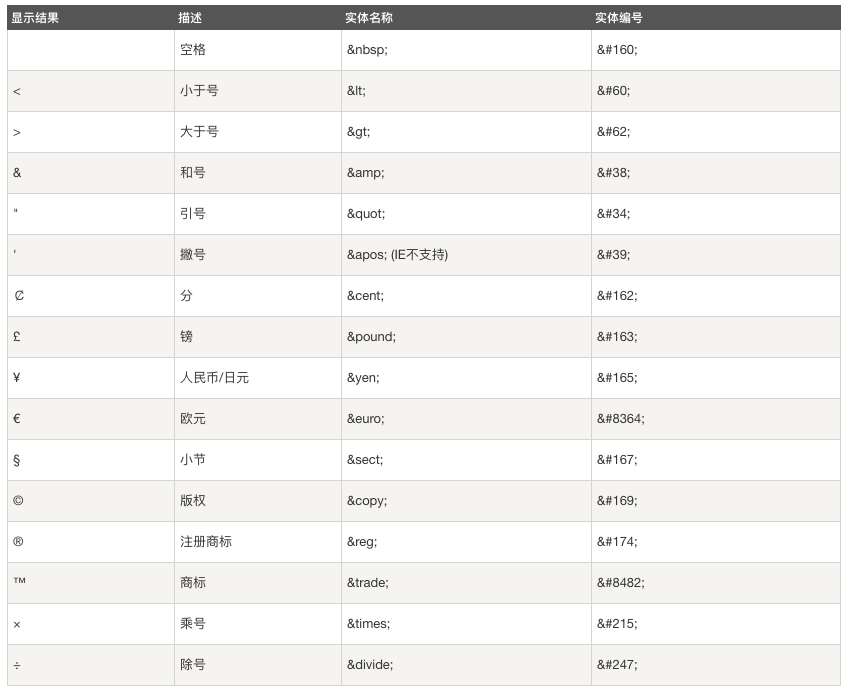 显示结果 描述 实体名称 实体编号
空格 &nbsp; &#160;
< 小于号 &lt; &#60;
> 大于号 &gt; &#62;
& 和号 &amp; &#38;
" 引号 &quot; &#34;
' 撇号 &apos; (IE不支持) &#39;
₡ 分 &cent; &#162;
£ 镑 &pound; &#163;
¥ 人民币/日元 &yen; &#165;
€ 欧元 &euro; &#8364;
§ 小节 &sect; &#167;
© 版权 &copy; &#169;
® 注册商标 &reg; &#174;
™ 商标 &trade; &#8482;
× 乘号 &times; &#215;
÷ 除号 &divide; &#247;